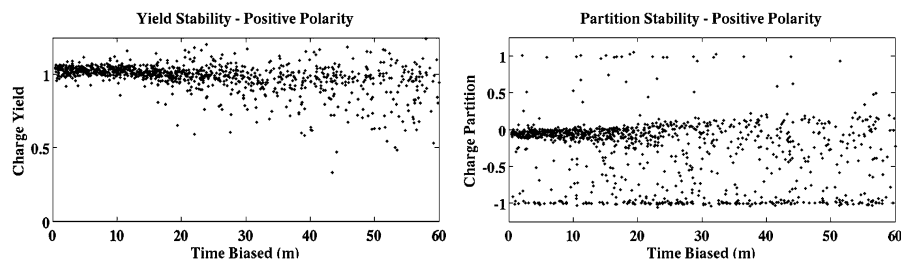 Yield Stability - Positive Polarity
Charge Yield
1
0.5
0
0 10 20 30 40 50 60
Time Biased (m)
Partition Stability - Positive Polarity
Charge Partition
1
0.5
0
-0.5
-1
0 10 20 30 40 50 60
Time Biased (m)